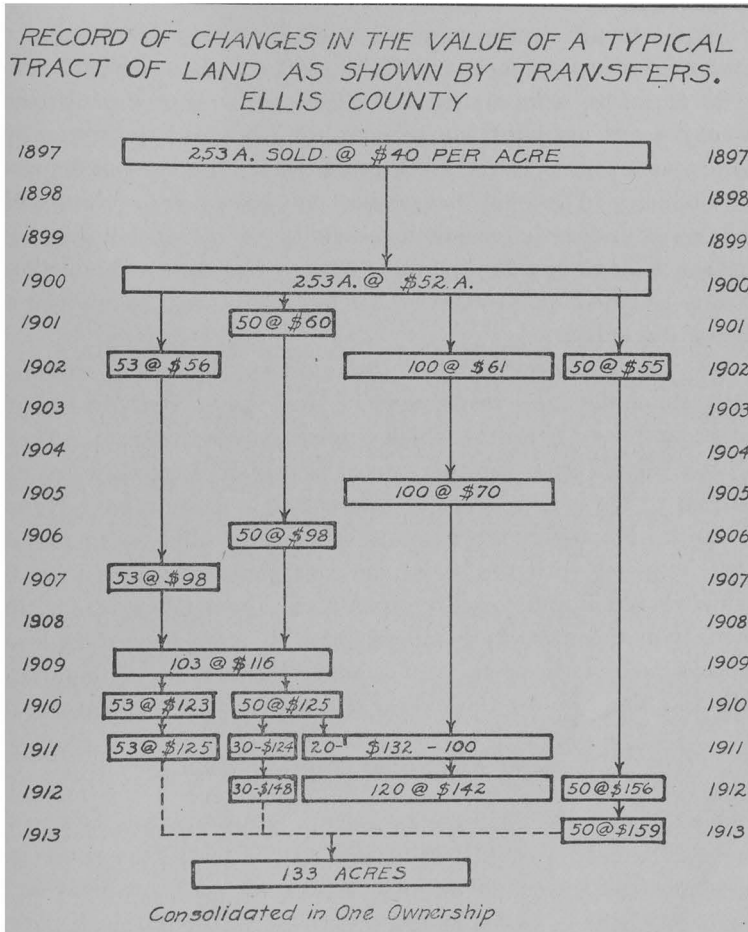 RECORD OF CHANGES IN THE VALUE OF A TYPICAL
TRACT OF LAND AS SHOWN BY TRANSFERS.
ELLIS COUNTY
1897 253 A. SOLD @ $40 PER ACRE 1897
1898 1898
1899 1899
1900 253 A. @ $52 A. 1900
1901 50 @ $60 1901
1902 53 @ $56 100 @ $61 50 @ $55 1902
1903 1903
1904 1904
1905 100 @ $70 1905
1906 50 @ $98 1906
1907 53 @ $98 1907
1908 1908
1909 103 @ $116 1909
1910 53 @ $123 50 @ $125 1910
1911 53 @ $125 30-$124 20- $132 - 100 1911
1912 30-$148 120 @ $142 50 @ $156 1912
1913 50 @ $159 1913
133 ACRES
Consolidated in One Ownership